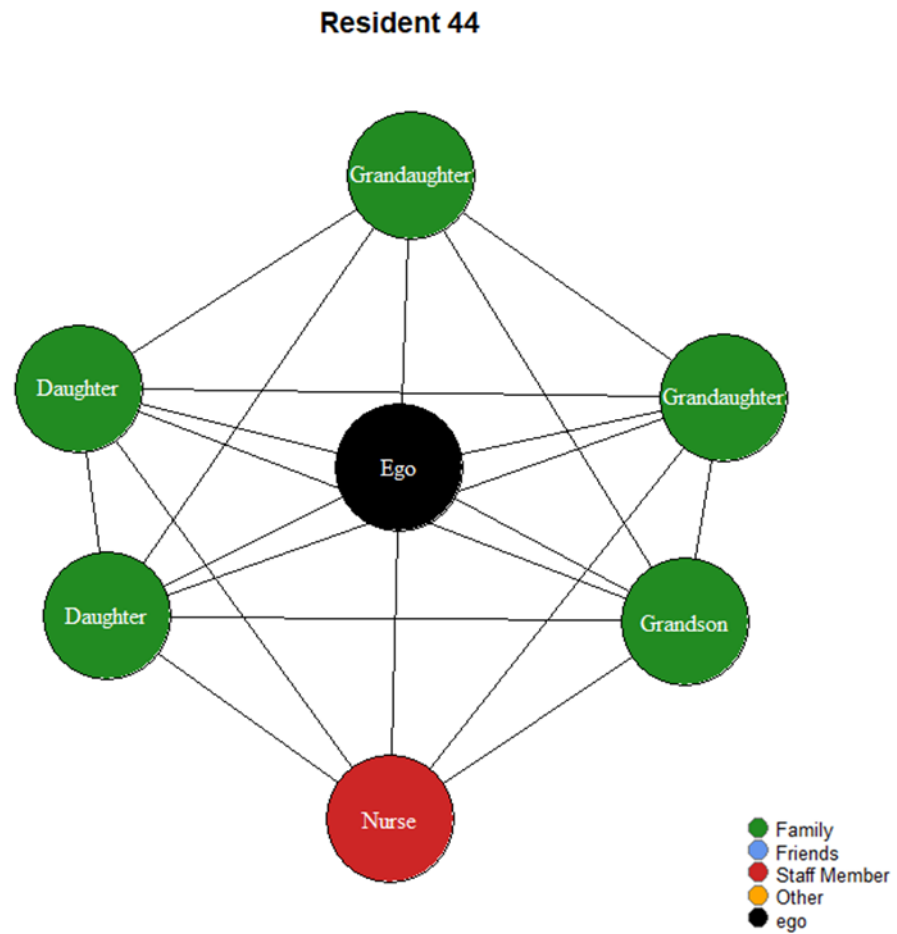 Resident 44
Grandaughter
Daughter
Grandaughter
Ego
Daughter
Grandson
Nurse
Family
Friends
Staff Member
Other
ego